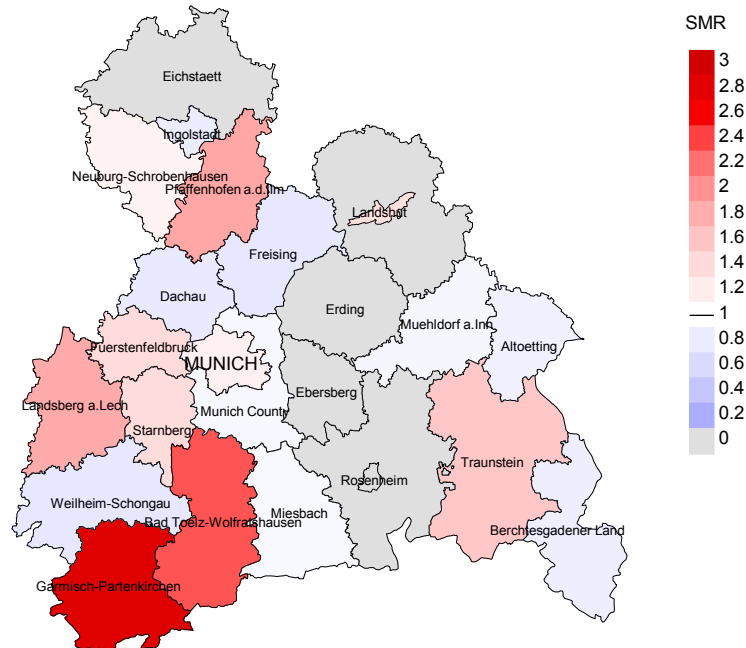 SMR
3
2.8
2.6
2.4
2.2
2
1.8
1.6
1.4
1.2
1
0.8
0.6
0.4
0.2
0
Eichstaett
Ingolstadt
Neuburg-Schrobenhausen
Pfaffenhofen a.d.Ilm
Landshut
Freising
Dachau
Erding
Muehldorf a.Inn
Altoetting
Fuerstenfeldbruck
MUNICH
Ebersberg
Landsberg a.Lech
Munich County
Starnberg
Traunstein
Rosenheim
Weilheim-Schongau
Miesbach
Bad Toelz-Wolfratshausen
Berchtesgadener Land
Garmisch-Partenkirchen